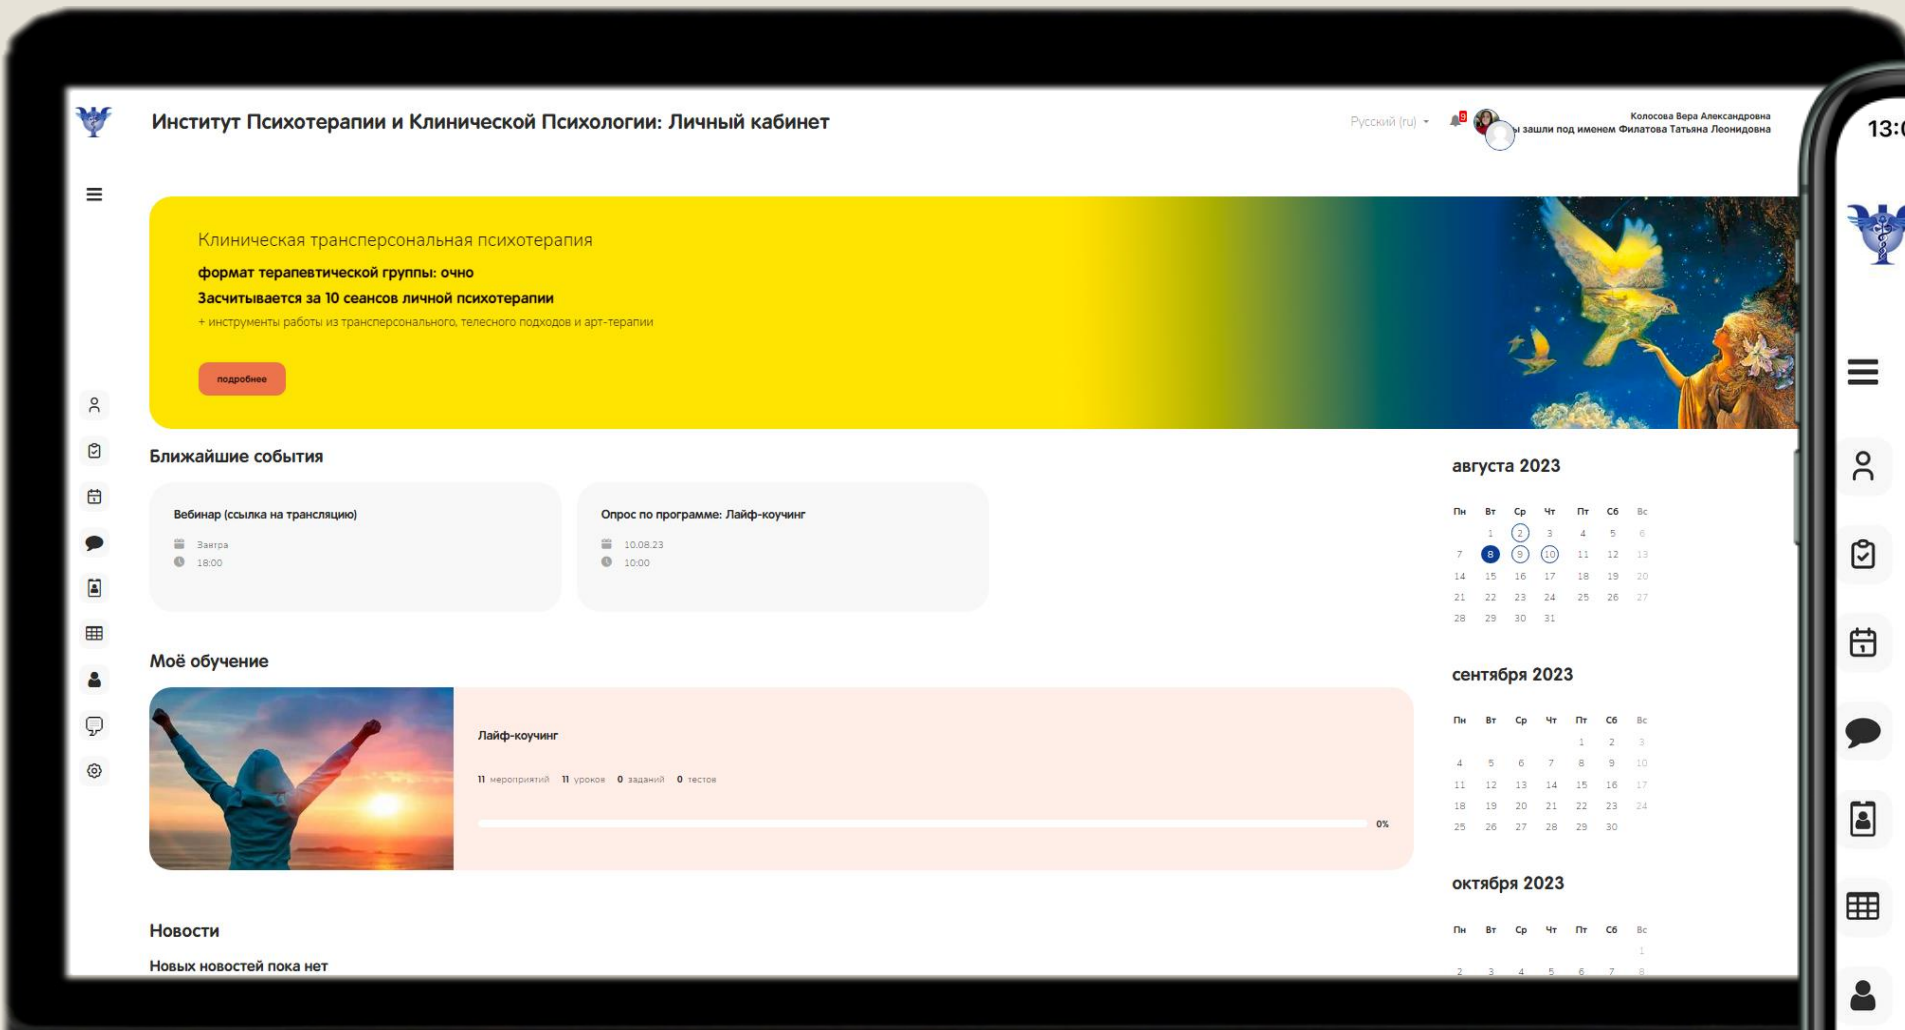 Институт Психотерапии и Клинической Психологии: Личный кабинет
Русский (ru)
9
Колосова Вера Александровна
зашли под именем Филатова Татьяна Леонидовна
Клиническая трансперсональная психотерапия
формат терапевтической группы: очно
Засчитывается за 10 сеансов личной психотерапии
+ инструменты работы из трансперсонального, телесного подходов и арт-терапии
подробнее
Ближайшие события
Вебинар (ссылка на трансляцию)
Завтра
18:00
Опрос по программе: Лайф-коучинг
10.08.23
10:00
Моё обучение
Лайф-коучинг
11 мероприятий 11 уроков 0 заданий 0 тестов
0%
Новости
Новых новостей пока нет
августа 2023
Пн Вт Ср Чт Пт Сб Вс
1 2 3 4 5 6
7 8 9 10 11 12 13
14 15 16 17 18 19 20
21 22 23 24 25 26 27
28 29 30 31
сентября 2023
Пн Вт Ср Чт Пт Сб Вс
1 2 3
4 5 6 7 8 9 10
11 12 13 14 15 16 17
18 19 20 21 22 23 24
25 26 27 28 29 30
октября 2023
Пн Вт Ср Чт Пт Сб Вс
1
2 3 4 5 6 7 8
1